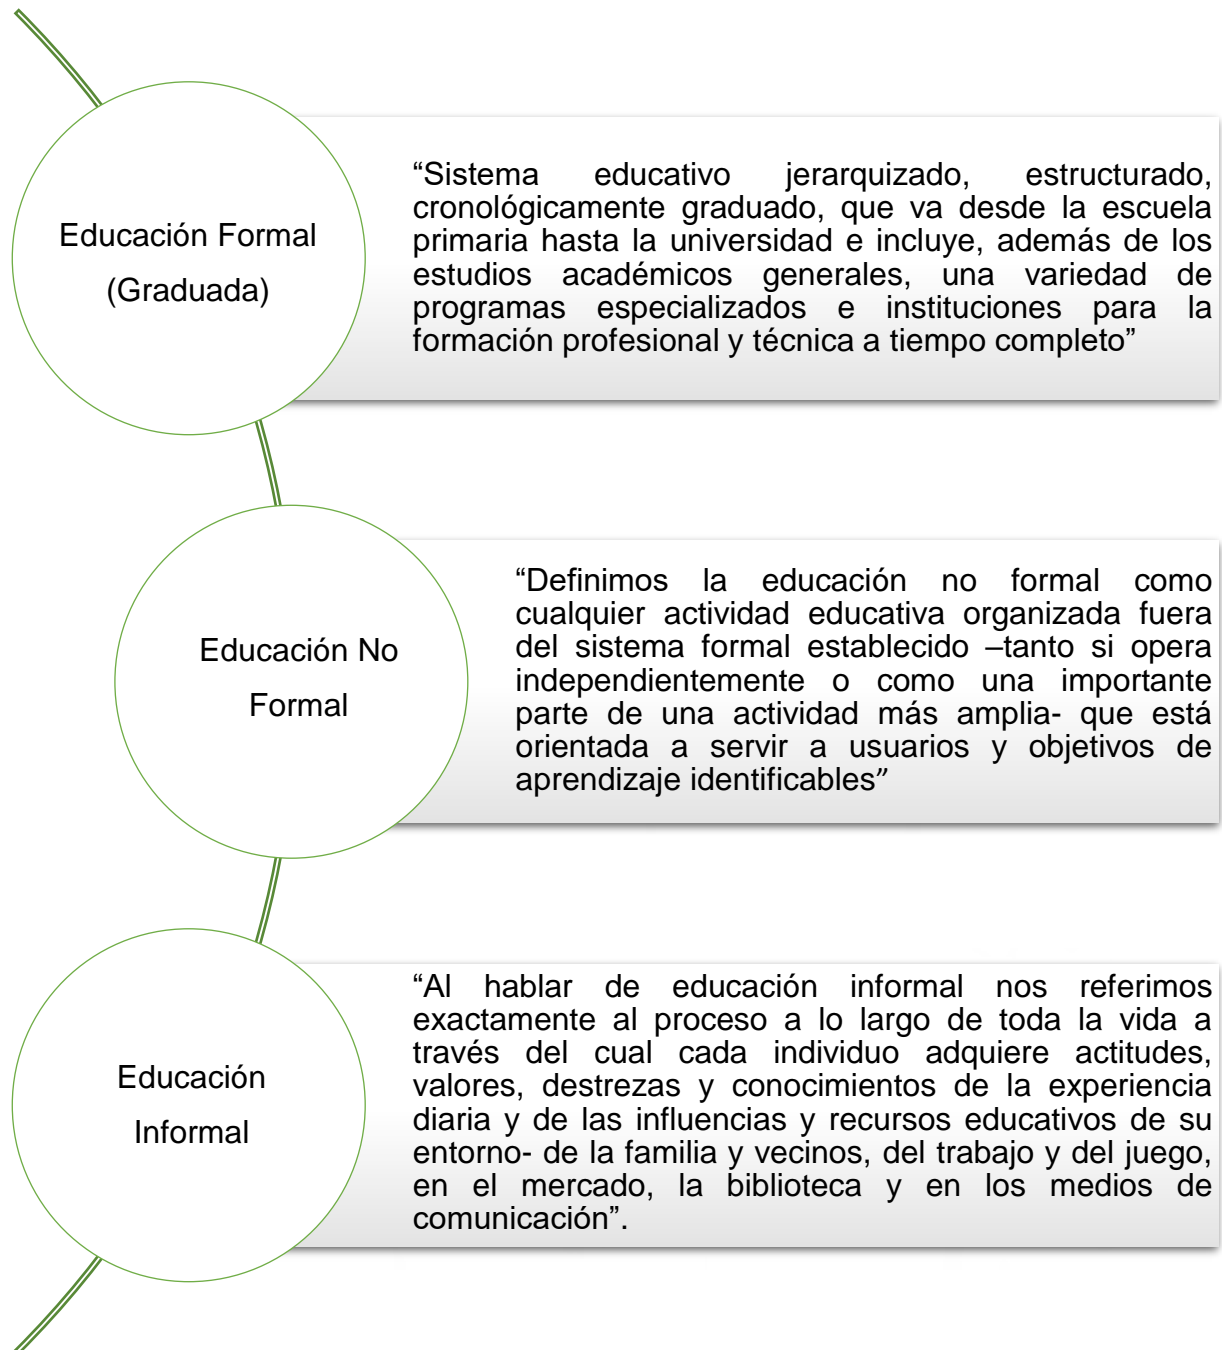 Educación Formal
(Graduada)
“Sistema educativo jerarquizado, estructurado,
cronológicamente graduado, que va desde la escuela
primaria hasta la universidad e incluye, además de los
estudios académicos generales, una variedad de
programas especializados e instituciones para la
formación profesional y técnica a tiempo completo”
Educación No
Formal
“Definimos la educación no formal como
cualquier actividad educativa organizada fuera
del sistema formal establecido –tanto si opera
independientemente o como una importante
parte de una actividad más amplia- que está
orientada a servir a usuarios y objetivos de
aprendizaje identificables”
Educación
Informal
“Al hablar de educación informal nos referimos
exactamente al proceso a lo largo de toda la vida a
través del cual cada individuo adquiere actitudes,
valores, destrezas y conocimientos de la experiencia
diaria y de las influencias y recursos educativos de su
entorno- de la familia y vecinos, del trabajo y del juego,
en el mercado, la biblioteca y en los medios de
comunicación”.